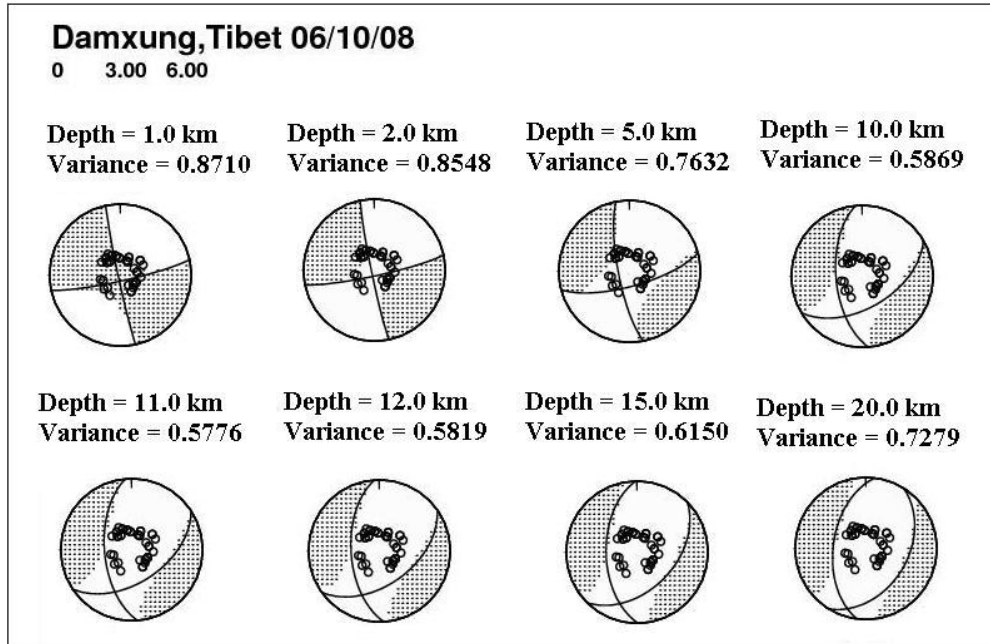 Damxung,Tibet 06/10/08
0 3.00 6.00
Depth = 1.0 km
Variance = 0.8710
Depth = 2.0 km
Variance = 0.8548
Depth = 5.0 km
Variance = 0.7632
Depth = 10.0 km
Variance = 0.5869
Depth = 11.0 km
Variance = 0.5776
Depth = 12.0 km
Variance = 0.5819
Depth = 15.0 km
Variance = 0.6150
Depth = 20.0 km
Variance = 0.7279